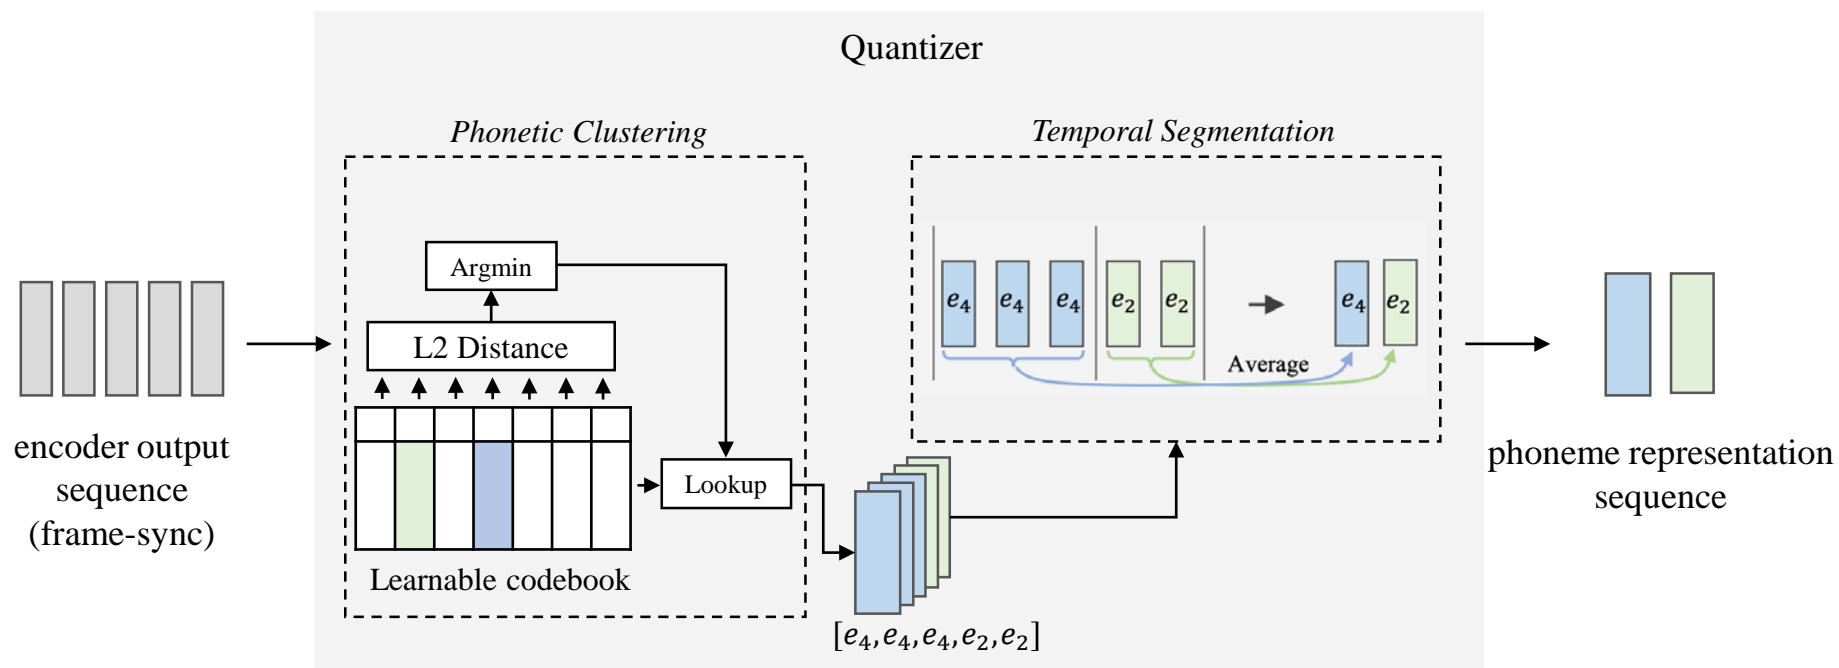 Quantizer
Phonetic Clustering
Temporal Segmentation
Argmin
L2 Distance
Lookup
Learnable codebook
e₄ e₄ e₄ e₂ e₂ e₄ e₂
Average
[e₄,e₄,e₄,e₂,e₂]
encoder output
sequence
(frame-sync)
phoneme representation
sequence